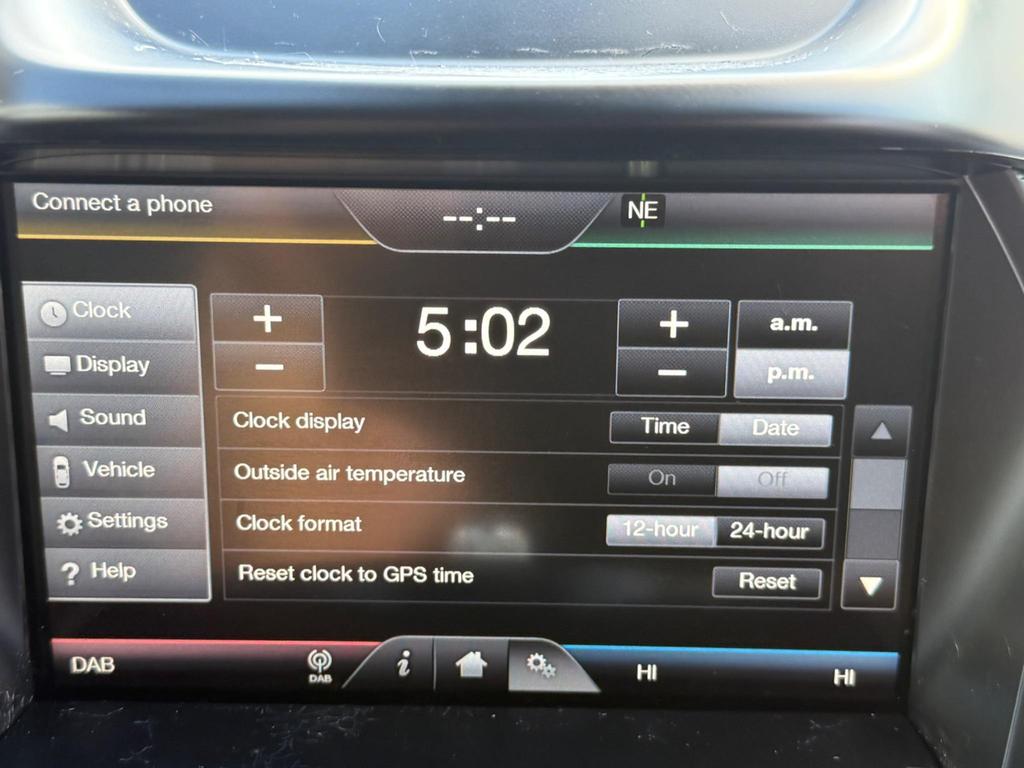 Connect a phone
--:--
NE
Clock
+
5:02
+
a.m.
Display
−
−
p.m.
Sound
Clock display
Time
Date
Vehicle
Outside air temperature
On
Off
Settings
Clock format
12-hour
24-hour
? Help
Reset clock to GPS time
Reset
DAB
DAB
i
HI
HI